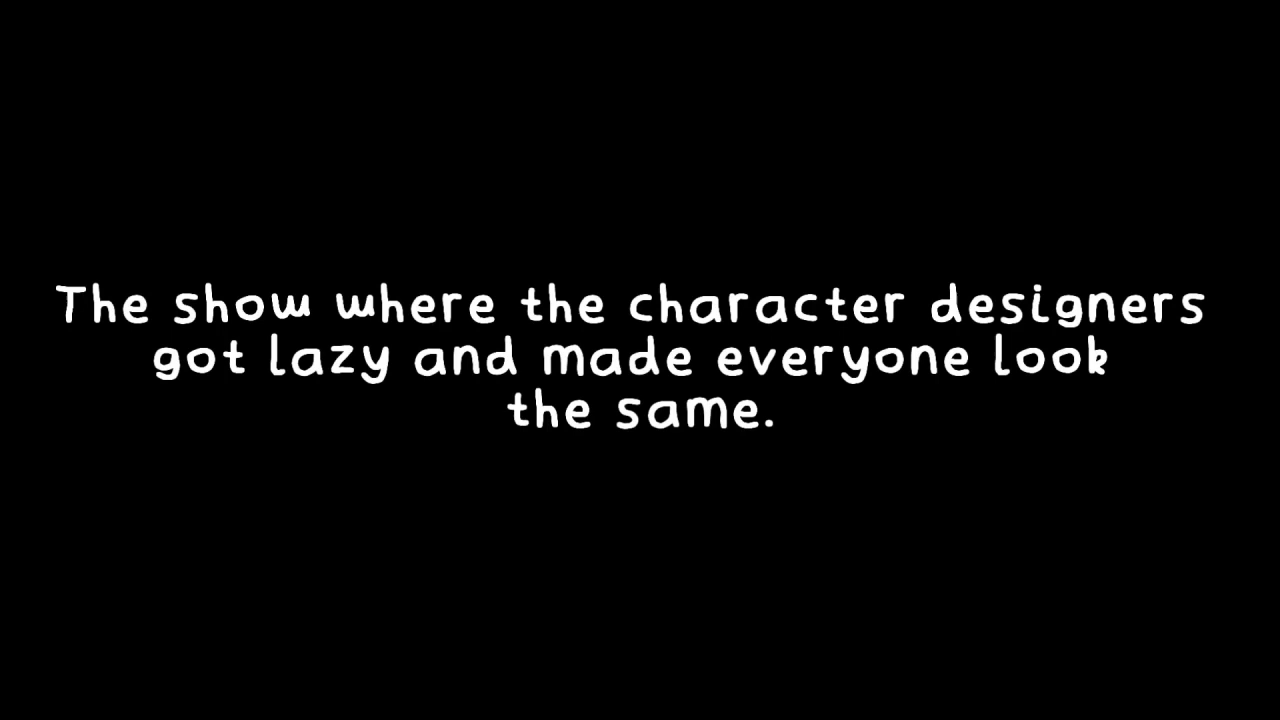 The show where the character designers
got lazy and made everyone look
the same.